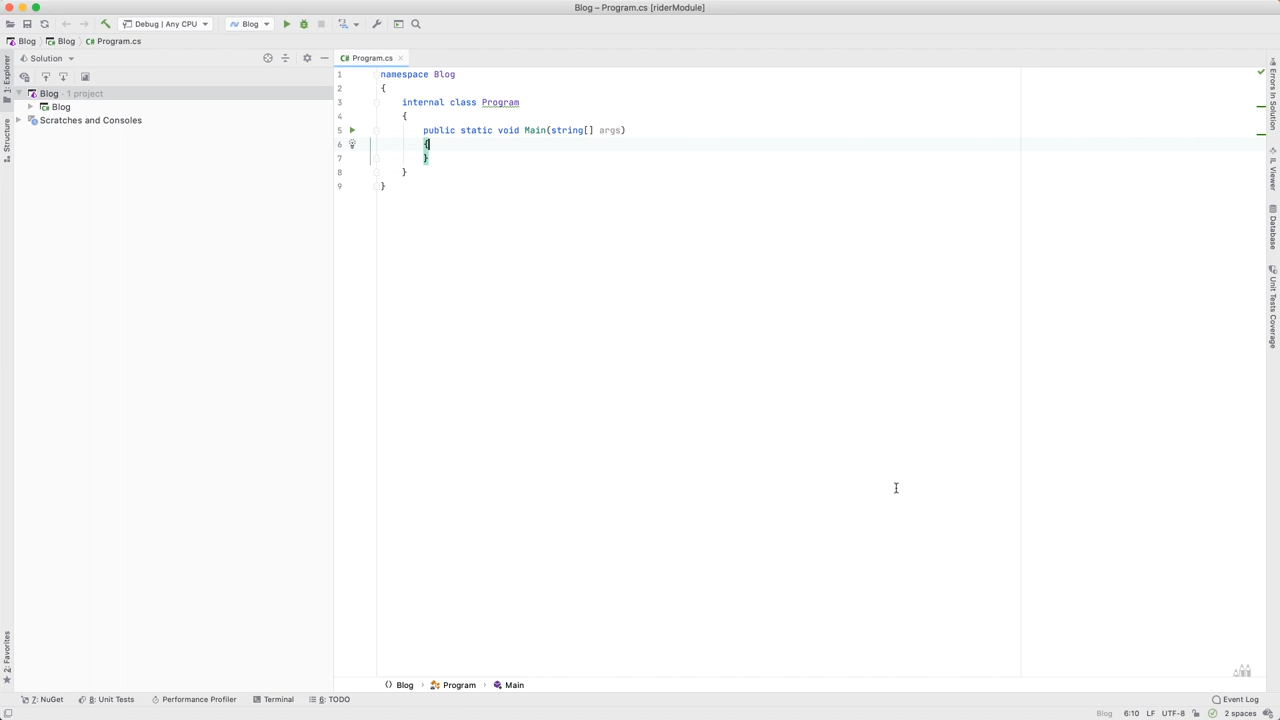 Blog – Program.cs [riderModule]
Debug | Any CPU
Blog
Blog
Blog
C# Program.cs
Solution
C# Program.cs
Blog · 1 project
Blog
Scratches and Consoles
1: Explorer
Structure
2: Favorites
1 namespace Blog
2 {
3 internal class Program
4 {
5 public static void Main(string[] args)
6 {
7 }
8 }
9 }
Errors In Solution
IL Viewer
Database
Unit Tests Coverage
Blog
Program
Main
7: NuGet
8: Unit Tests
Performance Profiler
Terminal
6: TODO
Event Log
Blog 6:10 LF UTF-8 2 spaces